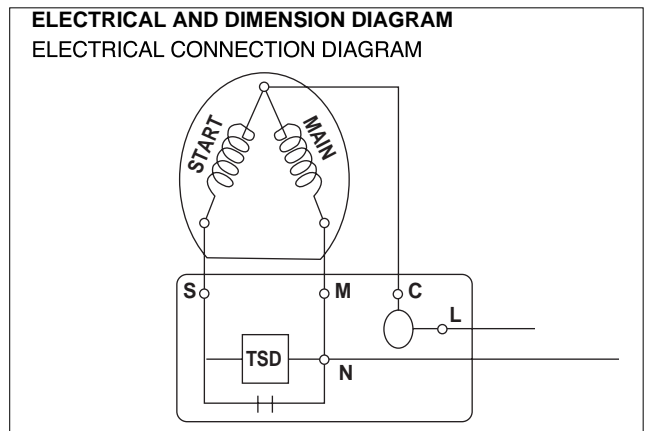 ELECTRICAL AND DIMENSION DIAGRAM
ELECTRICAL CONNECTION DIAGRAM
START
MAIN
S
M
C
L
TSD
N